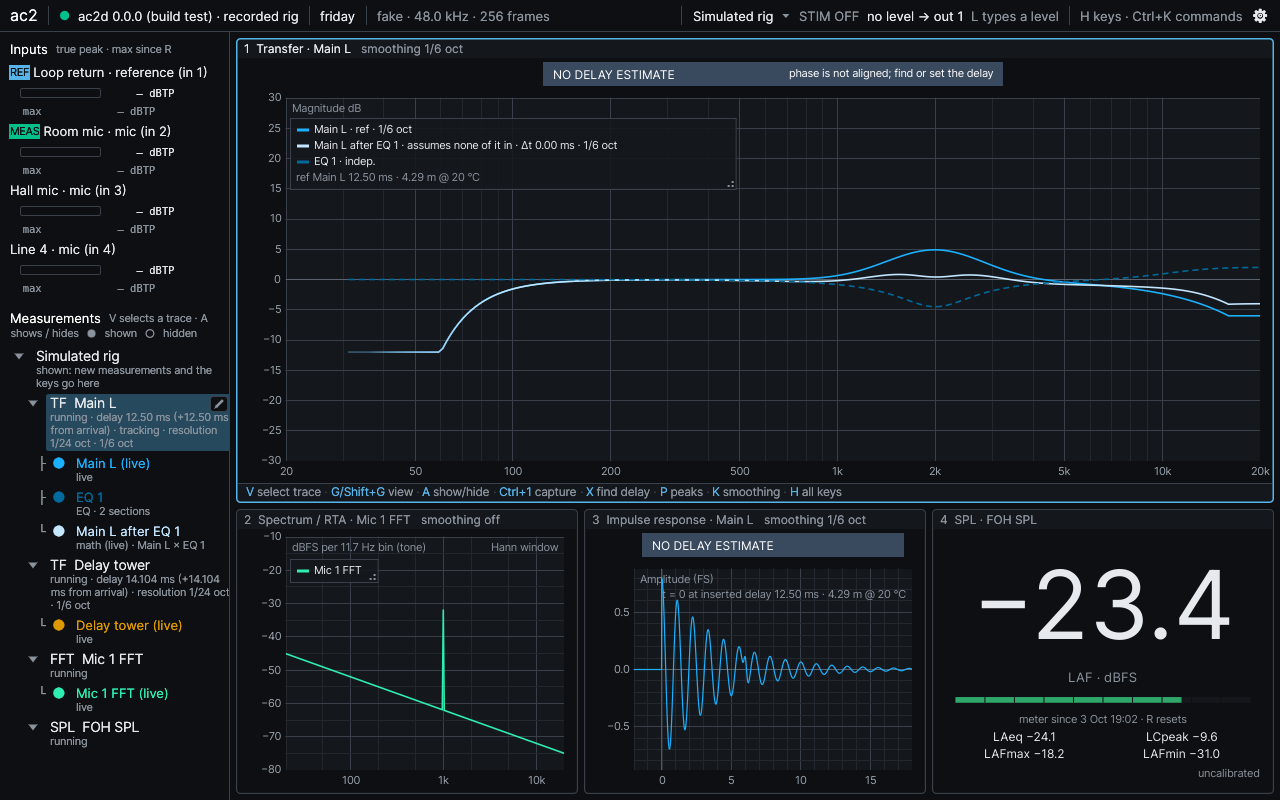 ac2 ac2d 0.0.0 (build test) · recorded rig friday fake · 48.0 kHz · 256 frames Simulated rig STIM OFF no level → out 1 L types a level H keys · Ctrl+K commands
Inputs true peak · max since R
REF Loop return · reference (in 1)
– dBTP
max – dBTP
MEAS Room mic · mic (in 2)
– dBTP
max – dBTP
Hall mic · mic (in 3)
– dBTP
max – dBTP
Line 4 · mic (in 4)
– dBTP
max – dBTP
Measurements V selects a trace · A
shows / hides shown hidden
Simulated rig
shown: new measurements and the
keys go here
TF Main L
running · delay 12.50 ms (+12.50 ms
from arrival) · tracking · resolution
1/24 oct · 1/6 oct
Main L (live)
live
EQ 1
EQ · 2 sections
Main L after EQ 1
math (live) · Main L × EQ 1
TF Delay tower
running · delay 14.104 ms (+14.104
ms from arrival) · resolution 1/24 oct
· 1/6 oct
Delay tower (live)
live
FFT Mic 1 FFT
running
Mic 1 FFT (live)
live
SPL FOH SPL
running
1 Transfer · Main L smoothing 1/6 oct
NO DELAY ESTIMATE phase is not aligned; find or set the delay
Magnitude dB
Main L · ref · 1/6 oct
Main L after EQ 1 · assumes none of it in · Δt 0.00 ms · 1/6 oct
EQ 1 · indep.
ref Main L 12.50 ms · 4.29 m @ 20 °C
30
25
20
15
10
5
0
−5
−10
−15
−20
−25
−30
20 50 100 200 500 1k 2k 5k 10k 20k
V select trace · G/Shift+G view · A show/hide · Ctrl+1 capture · X find delay · P peaks · K smoothing · H all keys
2 Spectrum / RTA · Mic 1 FFT smoothing off
dBFS per 11.7 Hz bin (tone) Hann window
Mic 1 FFT
−10
−20
−30
−40
−50
−60
−70
−80
100 1k 10k
3 Impulse response · Main L smoothing 1/6 oct
NO DELAY ESTIMATE
Amplitude (FS)
t = 0 at inserted delay 12.50 ms · 4.29 m @ 20 °C
0.5
0.0
−0.5
0 5 10 15
4 SPL · FOH SPL
−23.4
LAF · dBFS
meter since 3 Oct 19:02 · R resets
LAeq −24.1 LCpeak −9.6
LAFmax −18.2 LAFmin −31.0
uncalibrated